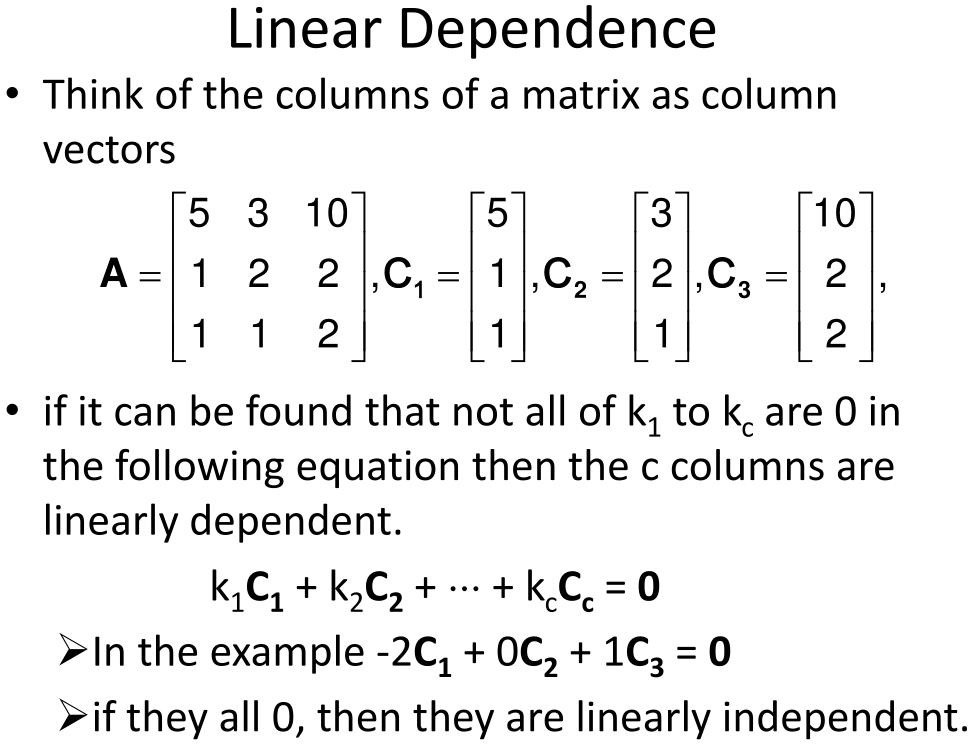 Linear Dependence
• Think of the columns of a matrix as column
vectors
A = [5 3 10; 1 2 2; 1 1 2], C₁ = [5; 1; 1], C₂ = [3; 2; 1], C₃ = [10; 2; 2],
• if it can be found that not all of k₁ to k_c are 0 in
the following equation then the c columns are
linearly dependent.
k₁C₁ + k₂C₂ + ⋯ + k_cC_c = 0
➢In the example -2C₁ + 0C₂ + 1C₃ = 0
➢if they all 0, then they are linearly independent.